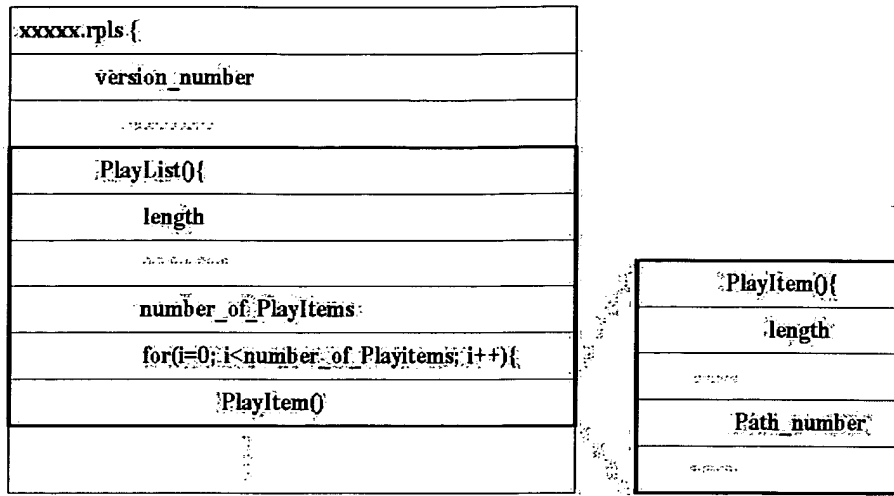 xxxxx.rpls {
version_number
PlayList(){
length
number_of_PlayItems
for(i=0; i<number_of_Playitems; i++){
PlayItem()
PlayItem(){
length
Path_number